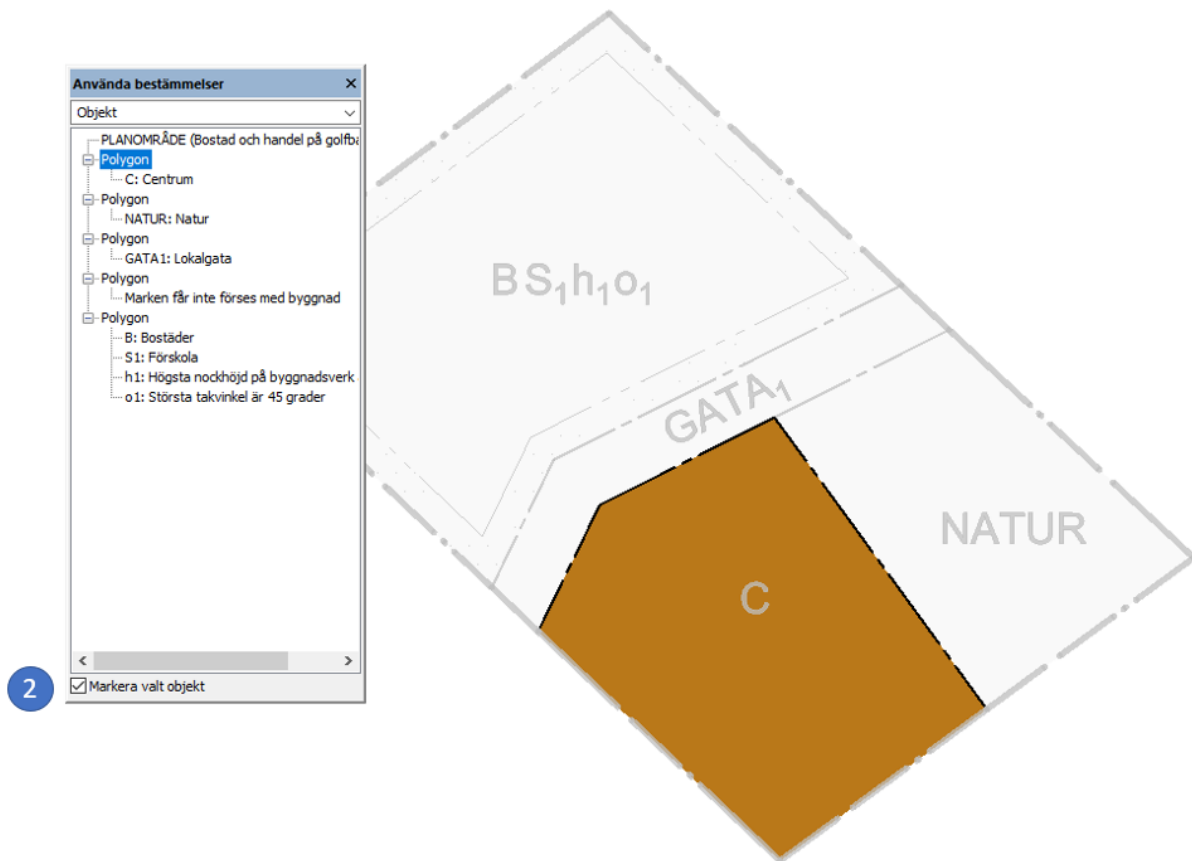 Använda bestämmelser
Objekt
PLANOMRÅDE (Bostad och handel på golfba
Polygon
C: Centrum
Polygon
NATUR: Natur
Polygon
GATA1: Lokalgata
Polygon
Marken får inte förses med byggnad
Polygon
B: Bostäder
S1: Förskola
h1: Högsta nockhöjd på byggnadsverk
o1: Största takvinkel är 45 grader
2
Markera valt objekt
BS₁h₁o₁
GATA₁
NATUR
C